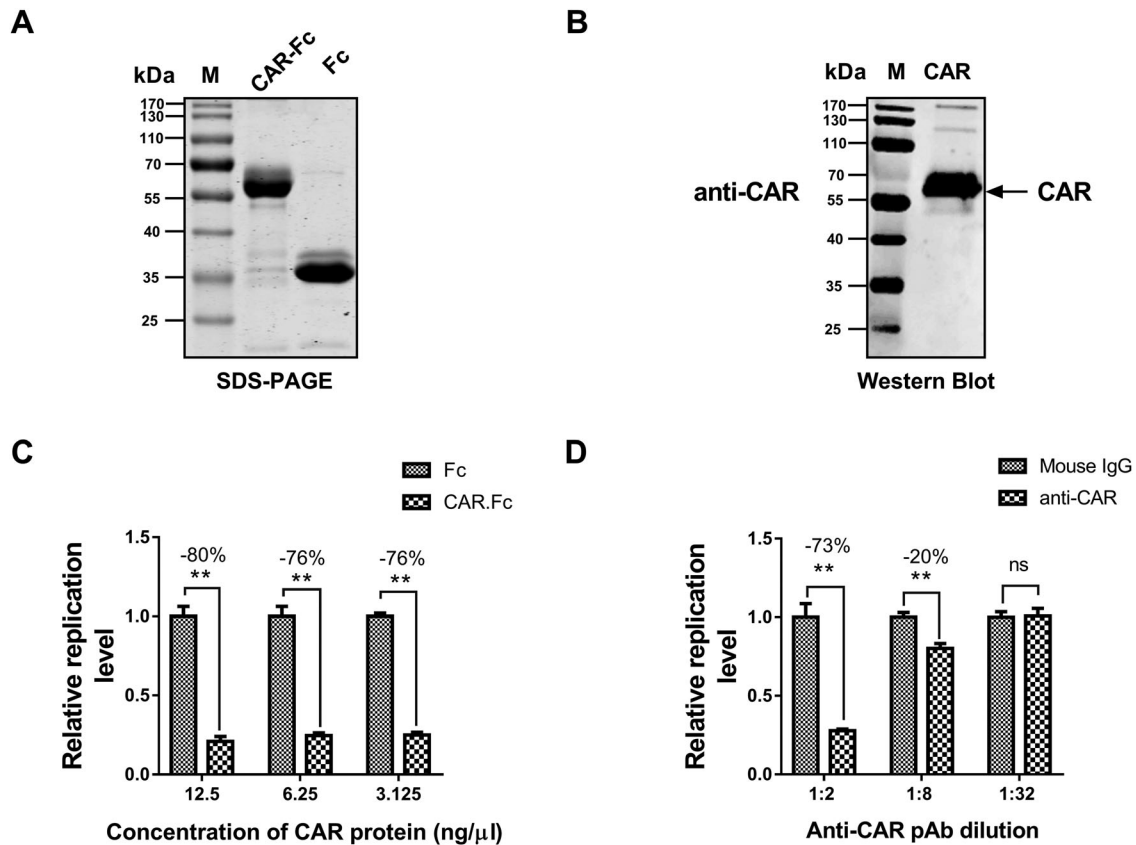 A
kDa M CAR-Fc Fc
170
130
110
70
55
40
35
25
SDS-PAGE
B
kDa M CAR
170
130
110
70
55
40
35
25
anti-CAR
CAR
Western Blot
C
Fc
CAR.Fc
Relative replication
level
1.5
1.0
0.5
0.0
-80%
**
-76%
**
-76%
**
12.5 6.25 3.125
Concentration of CAR protein (ng/μl)
D
Mouse IgG
anti-CAR
Relative replication
level
1.5
1.0
0.5
0.0
-73%
**
-20%
**
ns
1:2 1:8 1:32
Anti-CAR pAb dilution